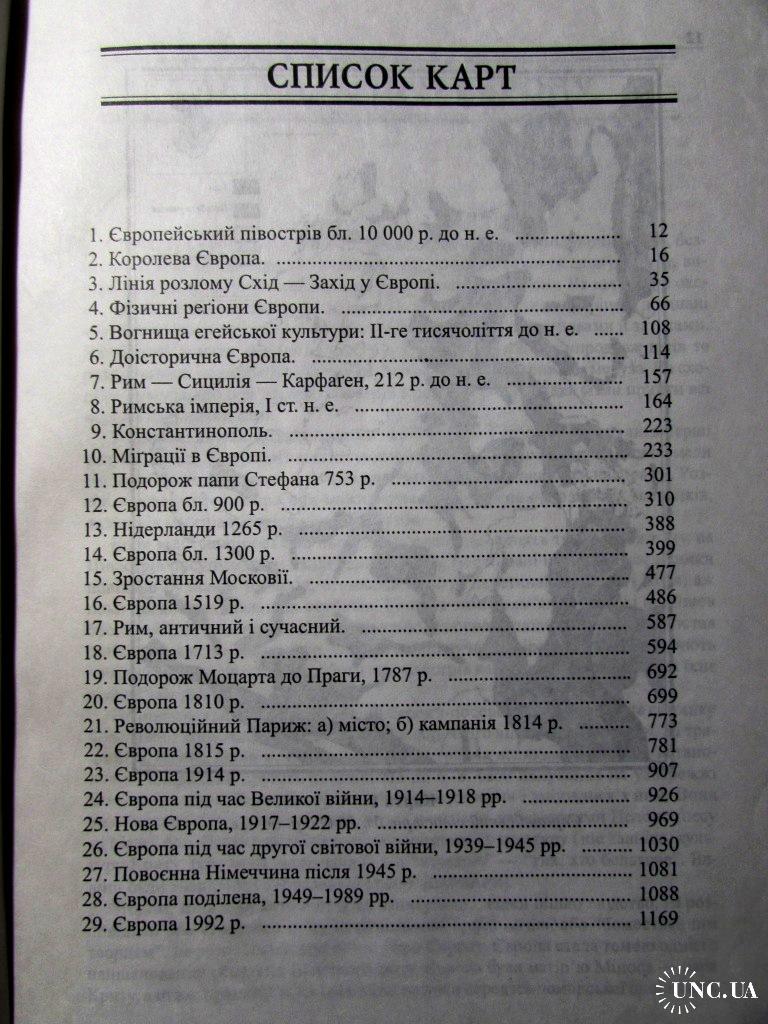 СПИСОК КАРТ
1. Європейський півострів бл. 10 000 р. до н. е. ..................... 12
2. Королева Європа. ..................... 16
3. Лінія розлому Схід — Захід у Європі. ..................... 35
4. Фізичні реґіони Європи. ..................... 66
5. Вогнища егейської культури: II-ге тисячоліття до н. е. ...... 108
6. Доісторична Європа. ..................... 114
7. Рим — Сицилія — Карфаґен, 212 р. до н. е. ..................... 157
8. Римська імперія, I ст. н. е. ..................... 164
9. Константинополь. ..................... 223
10. Міґрації в Європі. ..................... 233
11. Подорож папи Стефана 753 р. ..................... 301
12. Європа бл. 900 р. ..................... 310
13. Нідерланди 1265 р. ..................... 388
14. Європа бл. 1300 р. ..................... 399
15. Зростання Московії. ..................... 477
16. Європа 1519 р. ..................... 486
17. Рим, античний і сучасний. ..................... 587
18. Європа 1713 р. ..................... 594
19. Подорож Моцарта до Праги, 1787 р. ..................... 692
20. Європа 1810 р. ..................... 699
21. Революційний Париж: а) місто; б) кампанія 1814 р. .......... 773
22. Європа 1815 р. ..................... 781
23. Європа 1914 р. ..................... 907
24. Європа під час Великої війни, 1914–1918 рр. ..................... 926
25. Нова Європа, 1917–1922 рр. ..................... 969
26. Європа під час другої світової війни, 1939–1945 рр. .......... 1030
27. Повоєнна Німеччина після 1945 р. ..................... 1081
28. Європа поділена, 1949–1989 рр. ..................... 1088
29. Європа 1992 р. ..................... 1169
UNC.UA